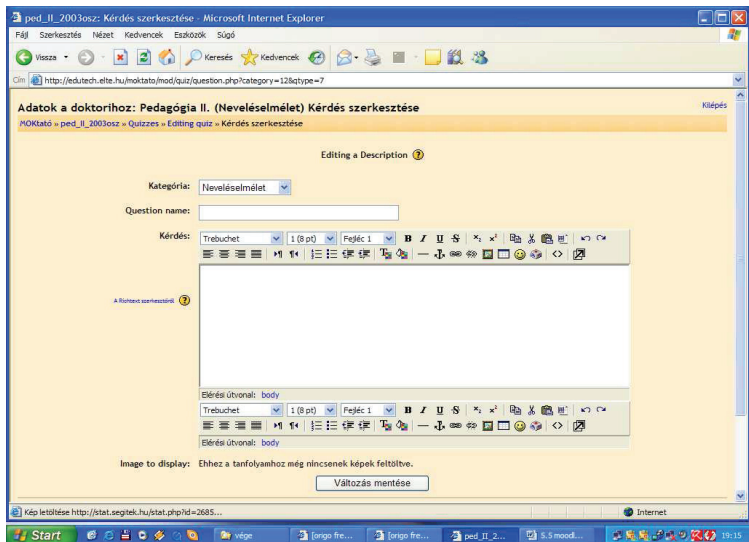 ped_II_2003osz: Kérdés szerkesztése - Microsoft Internet Explorer
Fájl Szerkesztés Nézet Kedvencek Eszközök Súgó
Vissza Keresés Kedvencek
Cím http://edutech.elte.hu/moktato/mod/quiz/question.php?category=12&qtype=7
Adatok a doktorihoz: Pedagógia II. (Neveléselmélet) Kérdés szerkesztése Kilépés
MOKtató » ped_II_2003osz » Quizzes » Editing quiz » Kérdés szerkesztése
Editing a Description ?
Kategória: Neveléselmélet
Question name:
Kérdés: Trebuchet 1 (8 pt) Fejléc 1 B I U S x₂ x²
A Richtext szerkesztőről ?
Elérési útvonal: body
Trebuchet 1 (8 pt) Fejléc 1 B I U S x₂ x²
Elérési útvonal: body
Image to display: Ehhez a tanfolyamhoz még nincsenek képek feltöltve.
Változás mentése
Kép letöltése http://stat.segitek.hu/stat.php?id=2685... Internet
Start vége [origo fre... [origo fre... ped_II_2... 5.5 mood... 19:15